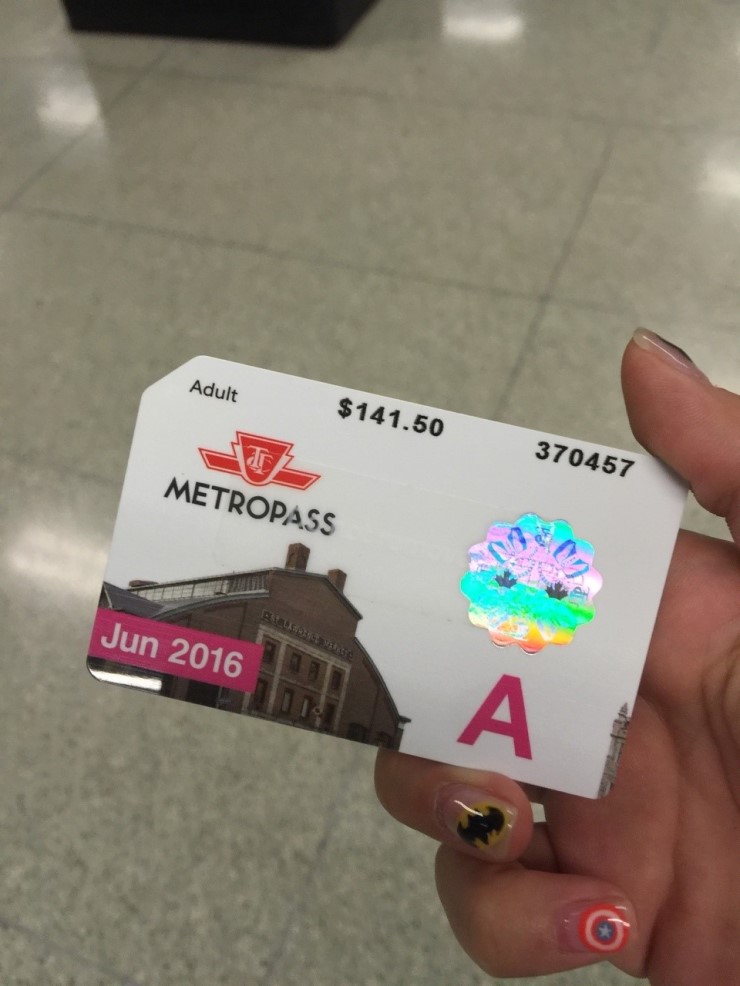 Adult $141.50 370457
METROPASS
Jun 2016
A